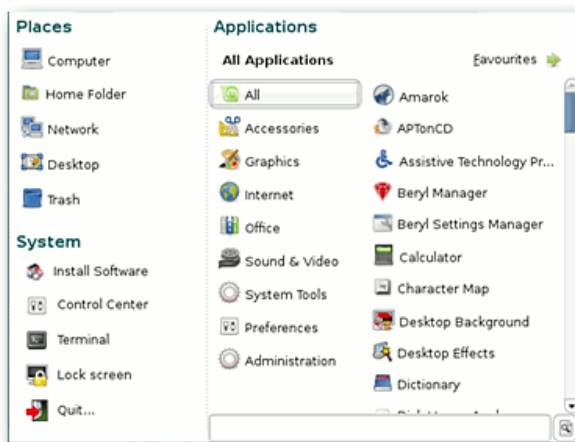 Places
Computer
Home Folder
Network
Desktop
Trash
System
Install Software
Control Center
Terminal
Lock screen
Quit...
Applications
All Applications
Favourites
All
Accessories
Graphics
Internet
Office
Sound & Video
System Tools
Preferences
Administration
Amarok
APTonCD
Assistive Technology Pr...
Beryl Manager
Beryl Settings Manager
Calculator
Character Map
Desktop Background
Desktop Effects
Dictionary